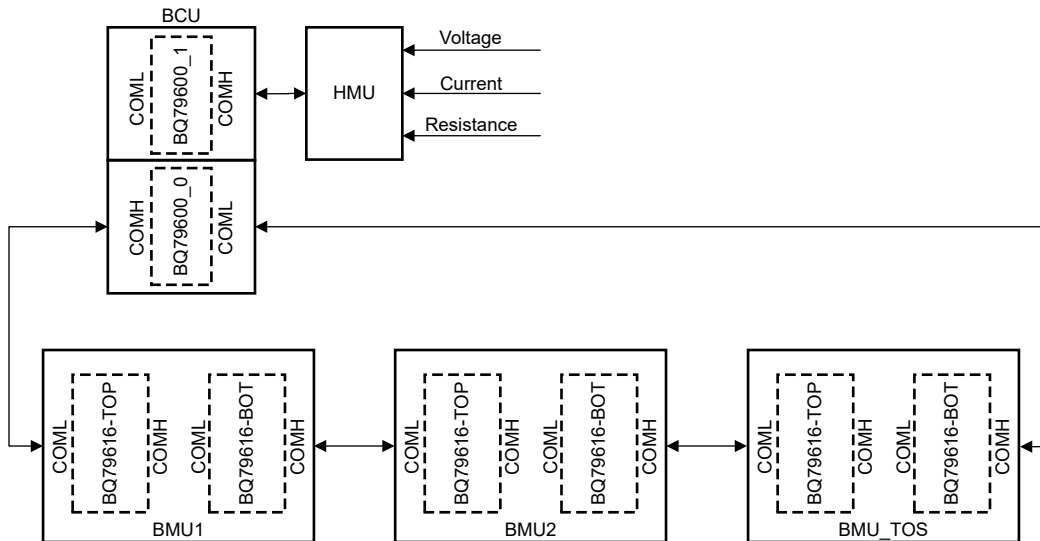 BCU
COML
BQ79600_1
COMH
HMU
Voltage
Current
Resistance
COMH
BQ79600_0
COML
COML
BQ79616-TOP
COMH
COML
BQ79616-BOT
COMH
BMU1
COML
BQ79616-TOP
COMH
COML
BQ79616-BOT
COMH
BMU2
COML
BQ79616-TOP
COMH
COML
BQ79616-BOT
COMH
BMU_TOS